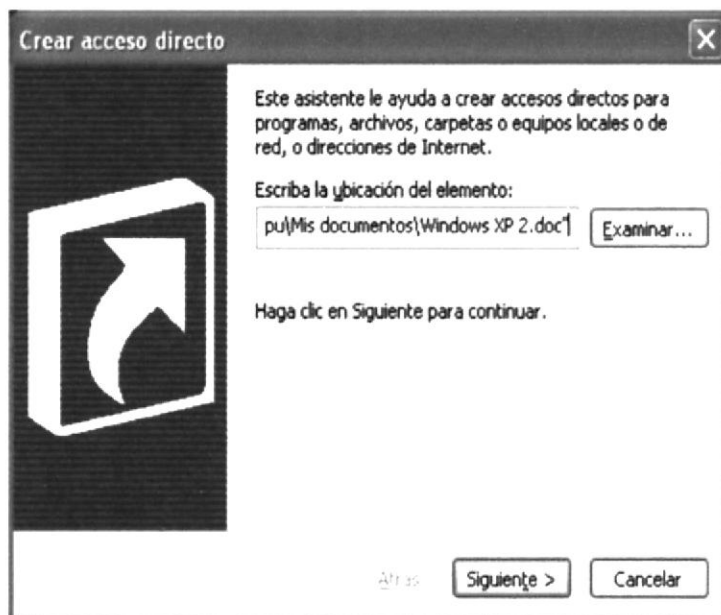 Crear acceso directo
Este asistente le ayuda a crear accesos directos para
programas, archivos, carpetas o equipos locales o de
red, o direcciones de Internet.
Escriba la ubicación del elemento:
pu\Mis documentos\Windows XP 2.doc"
Examinar...
Haga clic en Siguiente para continuar.
Atrás
Siguiente >
Cancelar